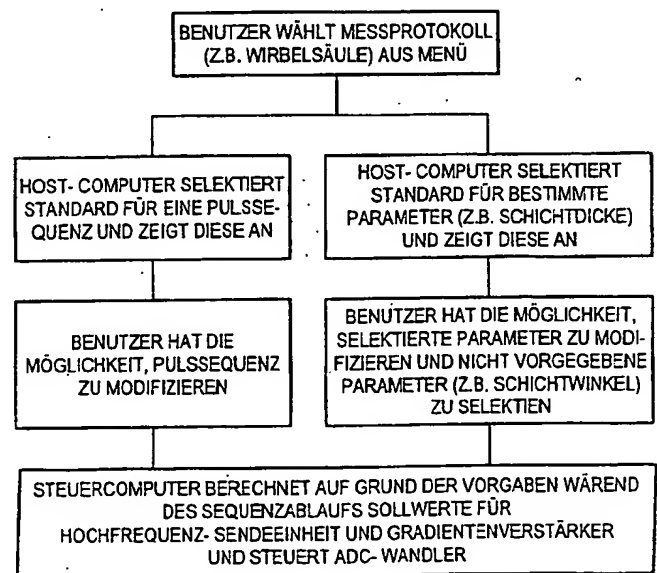 BENUTZER WÄHLT MESSPROTOKOLL
(Z.B. WIRBELSÄULE) AUS MENÜ
HOST- COMPUTER SELEKTIERT
STANDARD FÜR EINE PULSSE-
QUENZ UND ZEIGT DIESE AN
HOST- COMPUTER SELEKTIERT
STANDARD FÜR BESTIMMTE
PARAMETER (Z.B. SCHICHTDICKE)
UND ZEIGT DIESE AN
BENUTZER HAT DIE
MÖGLICHKEIT, PULSSEQUENZ
ZU MODIFIZIEREN
BENUTZER HAT DIE MÖGLICHKEIT,
SELEKTIERTE PARAMETER ZU MODI-
FIZIEREN UND NICHT VORGEGEBENE
PARAMETER (Z.B. SCHICHTWINKEL)
ZU SELEKTIEN
STEUERCOMPUTER BERECHNET AUF GRUND DER VORGABEN WÄREND
DES SEQUENZABLAUFS SOLLWERTE FÜR
HOCHFREQUENZ- SENDEEINHEIT UND GRADIENTENVERSTÄRKER
UND STEUERT ADC- WANDLER